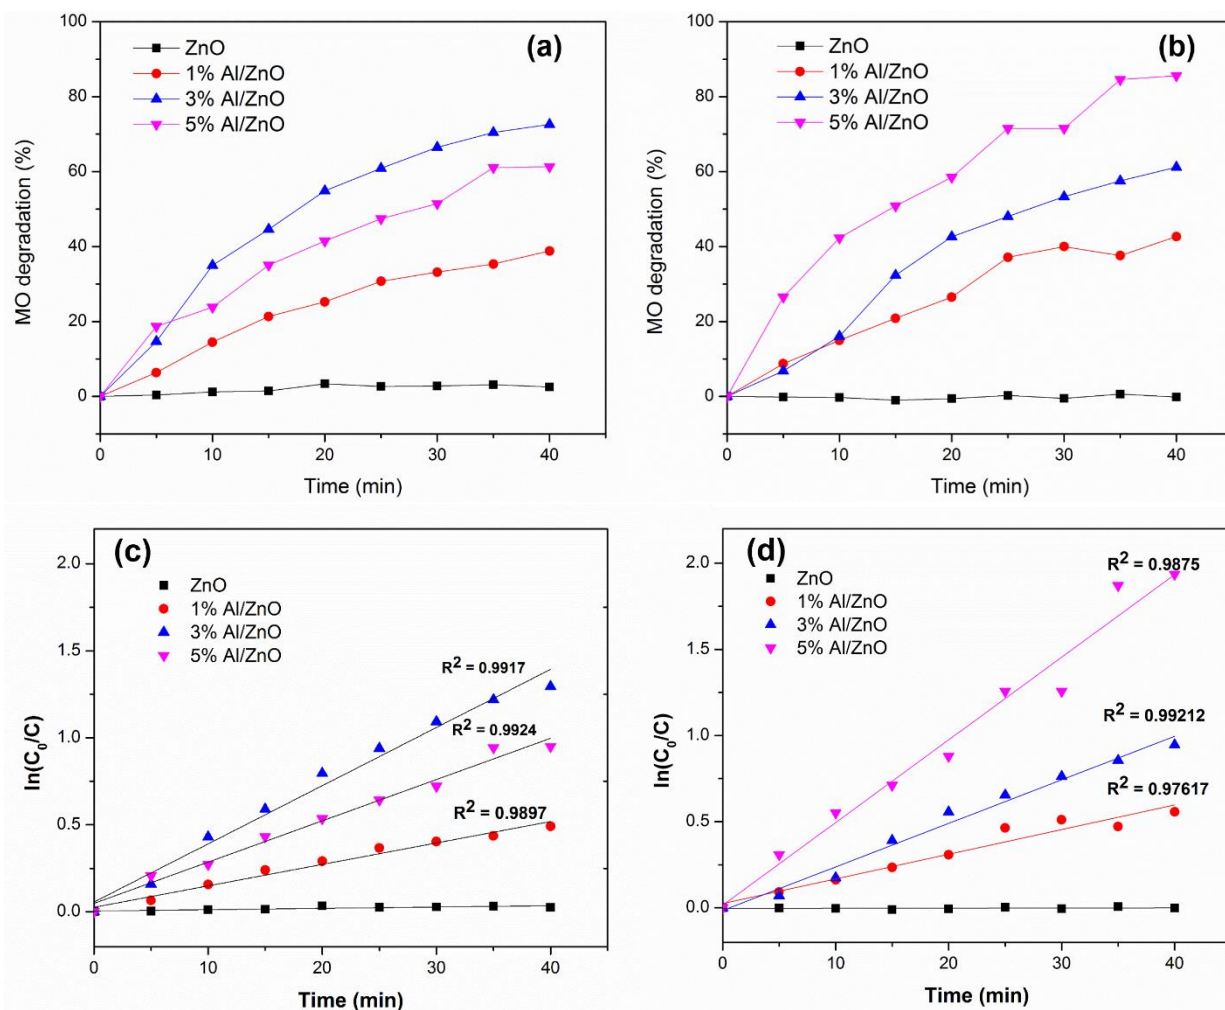 (a)
ZnO
1% Al/ZnO
3% Al/ZnO
5% Al/ZnO
MO degradation (%)
100
80
60
40
20
0
0 10 20 30 40
Time (min)
(b)
ZnO
1% Al/ZnO
3% Al/ZnO
5% Al/ZnO
MO degradation (%)
100
80
60
40
20
0
0 10 20 30 40
Time (min)
(c)
ZnO
1% Al/ZnO
3% Al/ZnO
5% Al/ZnO
R² = 0.9917
R² = 0.9924
R² = 0.9897
ln(C₀/C)
2.0
1.5
1.0
0.5
0.0
0 10 20 30 40
Time (min)
(d)
ZnO
1% Al/ZnO
3% Al/ZnO
5% Al/ZnO
R² = 0.9875
R² = 0.99212
R² = 0.97617
ln(C₀/C)
2.0
1.5
1.0
0.5
0.0
0 10 20 30 40
Time (min)